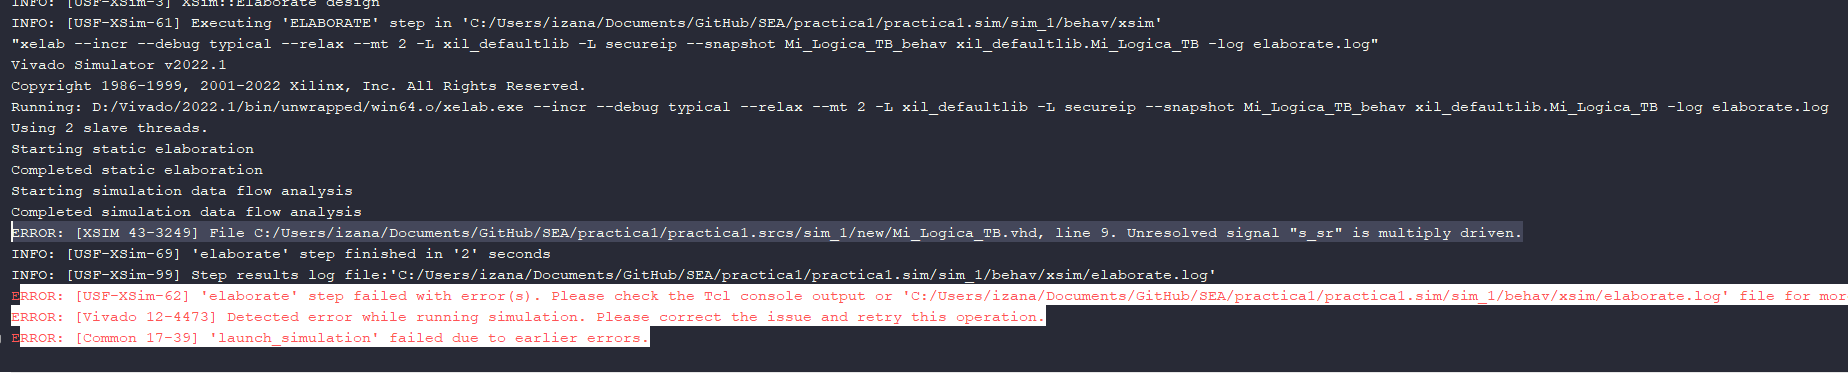 INFO: [USF-XSim-3] XSim::Elaborate design
INFO: [USF-XSim-61] Executing 'ELABORATE' step in 'C:/Users/izana/Documents/GitHub/SEA/practica1/practica1.sim/sim_1/behav/xsim'
"xelab --incr --debug typical --relax --mt 2 -L xil_defaultlib -L secureip --snapshot Mi_Logica_TB_behav xil_defaultlib.Mi_Logica_TB -log elaborate.log"
Vivado Simulator v2022.1
Copyright 1986-1999, 2001-2022 Xilinx, Inc. All Rights Reserved.
Running: D:/Vivado/2022.1/bin/unwrapped/win64.o/xelab.exe --incr --debug typical --relax --mt 2 -L xil_defaultlib -L secureip --snapshot Mi_Logica_TB_behav xil_defaultlib.Mi_Logica_TB -log elaborate.log
Using 2 slave threads.
Starting static elaboration
Completed static elaboration
Starting simulation data flow analysis
Completed simulation data flow analysis
ERROR: [XSIM 43-3249] File C:/Users/izana/Documents/GitHub/SEA/practica1/practica1.srcs/sim_1/new/Mi_Logica_TB.vhd, line 9. Unresolved signal "s_sr" is multiply driven.
INFO: [USF-XSim-69] 'elaborate' step finished in '2' seconds
INFO: [USF-XSim-99] Step results log file:'C:/Users/izana/Documents/GitHub/SEA/practica1/practica1.sim/sim_1/behav/xsim/elaborate.log'
ERROR: [USF-XSim-62] 'elaborate' step failed with error(s). Please check the Tcl console output or 'C:/Users/izana/Documents/GitHub/SEA/practica1/practica1.sim/sim_1/behav/xsim/elaborate.log' file for mor
ERROR: [Vivado 12-4473] Detected error while running simulation. Please correct the issue and retry this operation.
ERROR: [Common 17-39] 'launch_simulation' failed due to earlier errors.